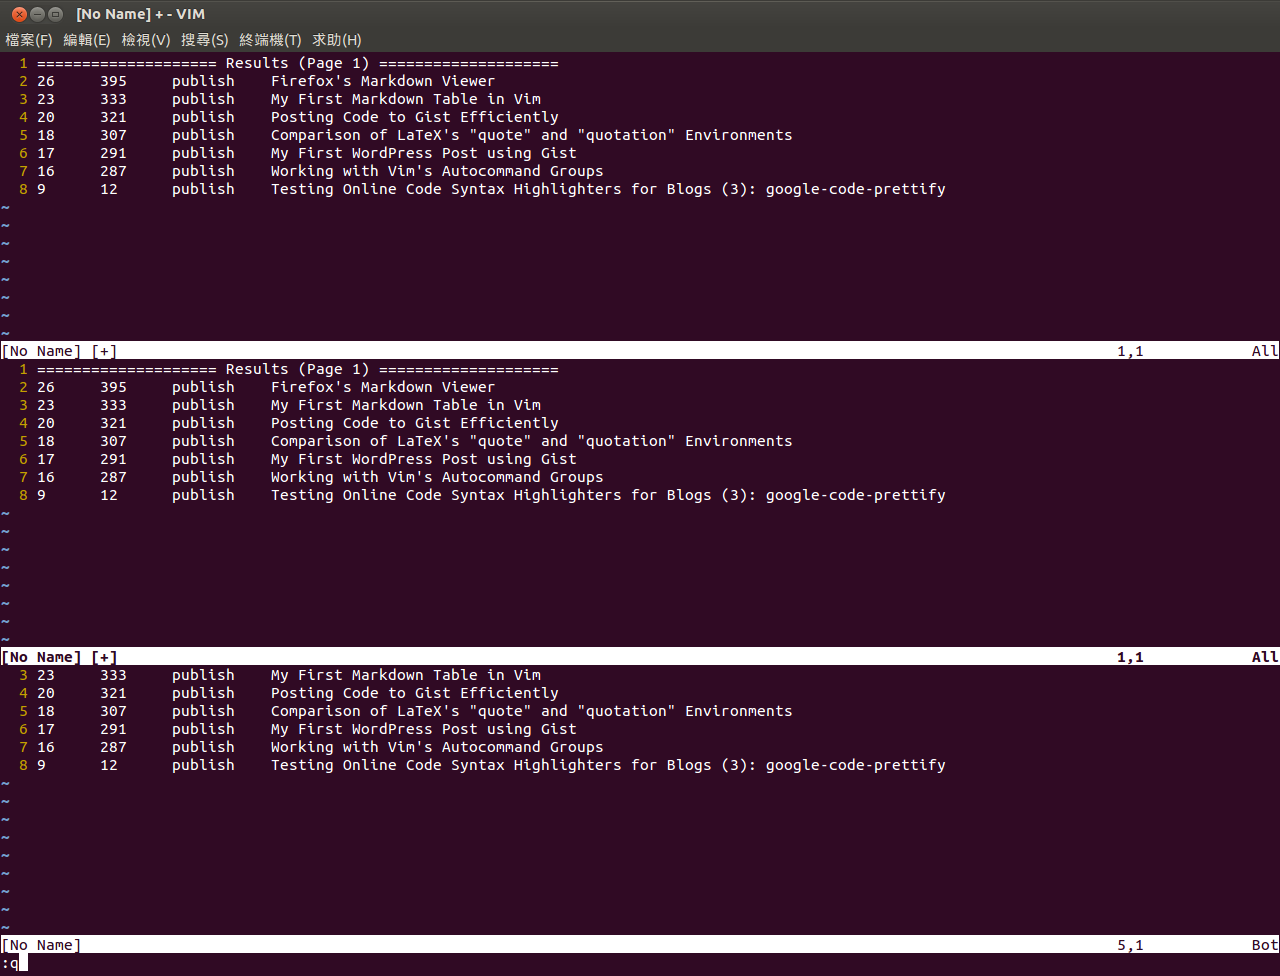 [No Name] + - VIM
檔案(F) 編輯(E) 檢視(V) 搜尋(S) 終端機(T) 求助(H)
1 ==================== Results (Page 1) ====================
2 26 395 publish Firefox's Markdown Viewer
3 23 333 publish My First Markdown Table in Vim
4 20 321 publish Posting Code to Gist Efficiently
5 18 307 publish Comparison of LaTeX's "quote" and "quotation" Environments
6 17 291 publish My First WordPress Post using Gist
7 16 287 publish Working with Vim's Autocommand Groups
8 9 12 publish Testing Online Code Syntax Highlighters for Blogs (3): google-code-prettify
~
~
~
~
~
~
~
~
[No Name] [+] 1,1 All
1 ==================== Results (Page 1) ====================
2 26 395 publish Firefox's Markdown Viewer
3 23 333 publish My First Markdown Table in Vim
4 20 321 publish Posting Code to Gist Efficiently
5 18 307 publish Comparison of LaTeX's "quote" and "quotation" Environments
6 17 291 publish My First WordPress Post using Gist
7 16 287 publish Working with Vim's Autocommand Groups
8 9 12 publish Testing Online Code Syntax Highlighters for Blogs (3): google-code-prettify
~
~
~
~
~
~
~
~
[No Name] [+] 1,1 All
3 23 333 publish My First Markdown Table in Vim
4 20 321 publish Posting Code to Gist Efficiently
5 18 307 publish Comparison of LaTeX's "quote" and "quotation" Environments
6 17 291 publish My First WordPress Post using Gist
7 16 287 publish Working with Vim's Autocommand Groups
8 9 12 publish Testing Online Code Syntax Highlighters for Blogs (3): google-code-prettify
~
~
~
~
~
~
~
~
~
[No Name] 5,1 Bot
:q